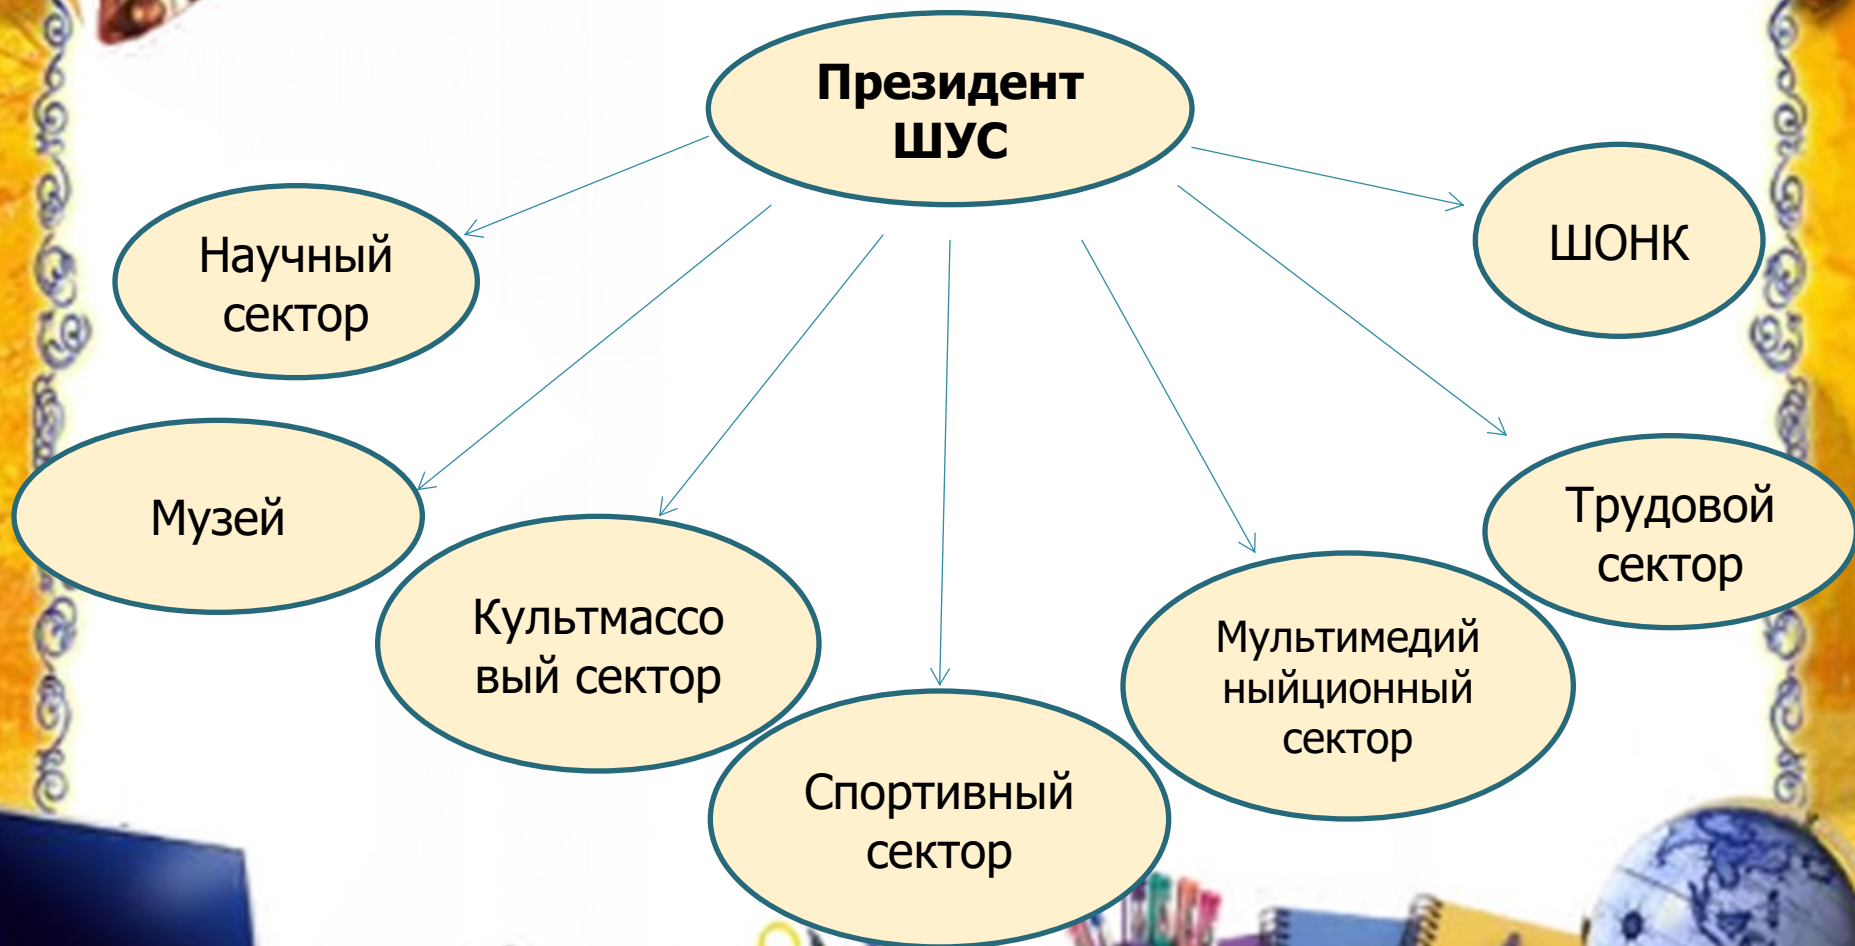 Президент
ШУС
Научный
сектор
ШОНК
Музей
Культмассо
вый сектор
Спортивный
сектор
Мультимедий
ныйционный
сектор
Трудовой
сектор